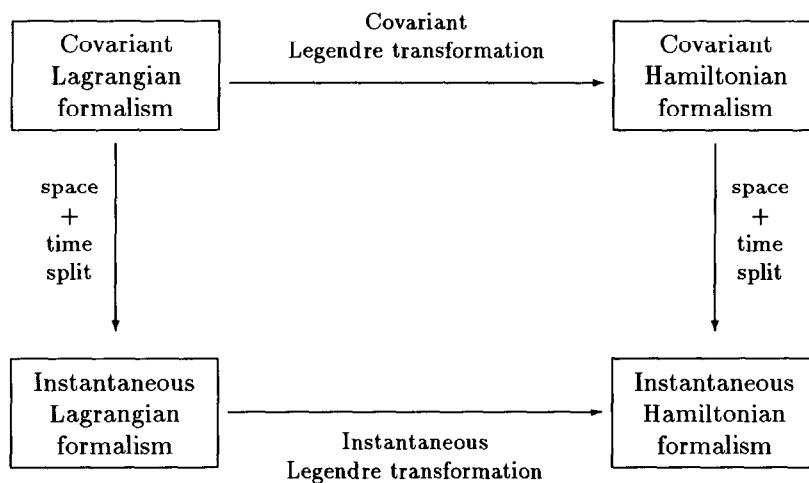 Covariant
Lagrangian
formalism
Covariant
Legendre transformation
Covariant
Hamiltonian
formalism
space
+
time
split
space
+
time
split
Instantaneous
Lagrangian
formalism
Instantaneous
Legendre transformation
Instantaneous
Hamiltonian
formalism